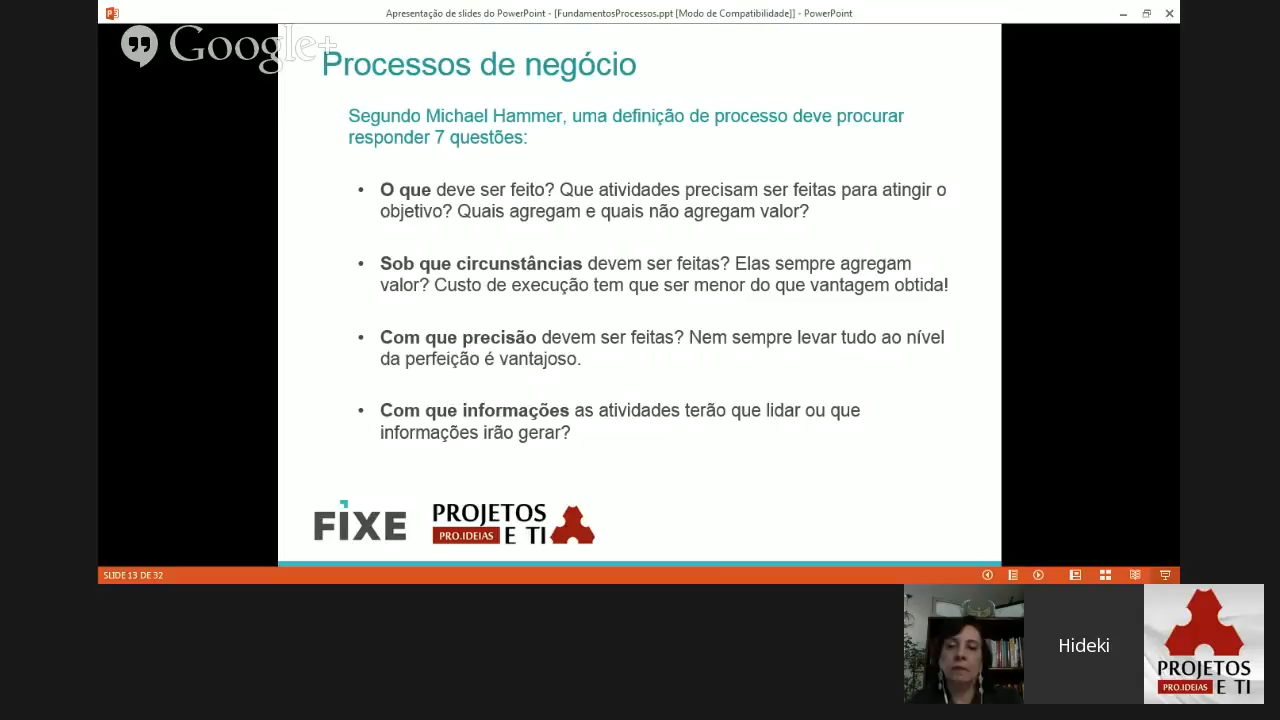 Apresentação de slides do PowerPoint - [FundamentosProcessos.ppt [Modo de Compatibilidade]] - PowerPoint
Google+
Processos de negócio
Segundo Michael Hammer, uma definição de processo deve procurar
responder 7 questões:
• O que deve ser feito? Que atividades precisam ser feitas para atingir o
objetivo? Quais agregam e quais não agregam valor?
• Sob que circunstâncias devem ser feitas? Elas sempre agregam
valor? Custo de execução tem que ser menor do que vantagem obtida!
• Com que precisão devem ser feitas? Nem sempre levar tudo ao nível
da perfeição é vantajoso.
• Com que informações as atividades terão que lidar ou que
informações irão gerar?
FIXE
PROJETOS
PRO.IDEIAS E TI
SLIDE 13 DE 32
Hideki
PROJETOS
PRO.IDEIAS E TI